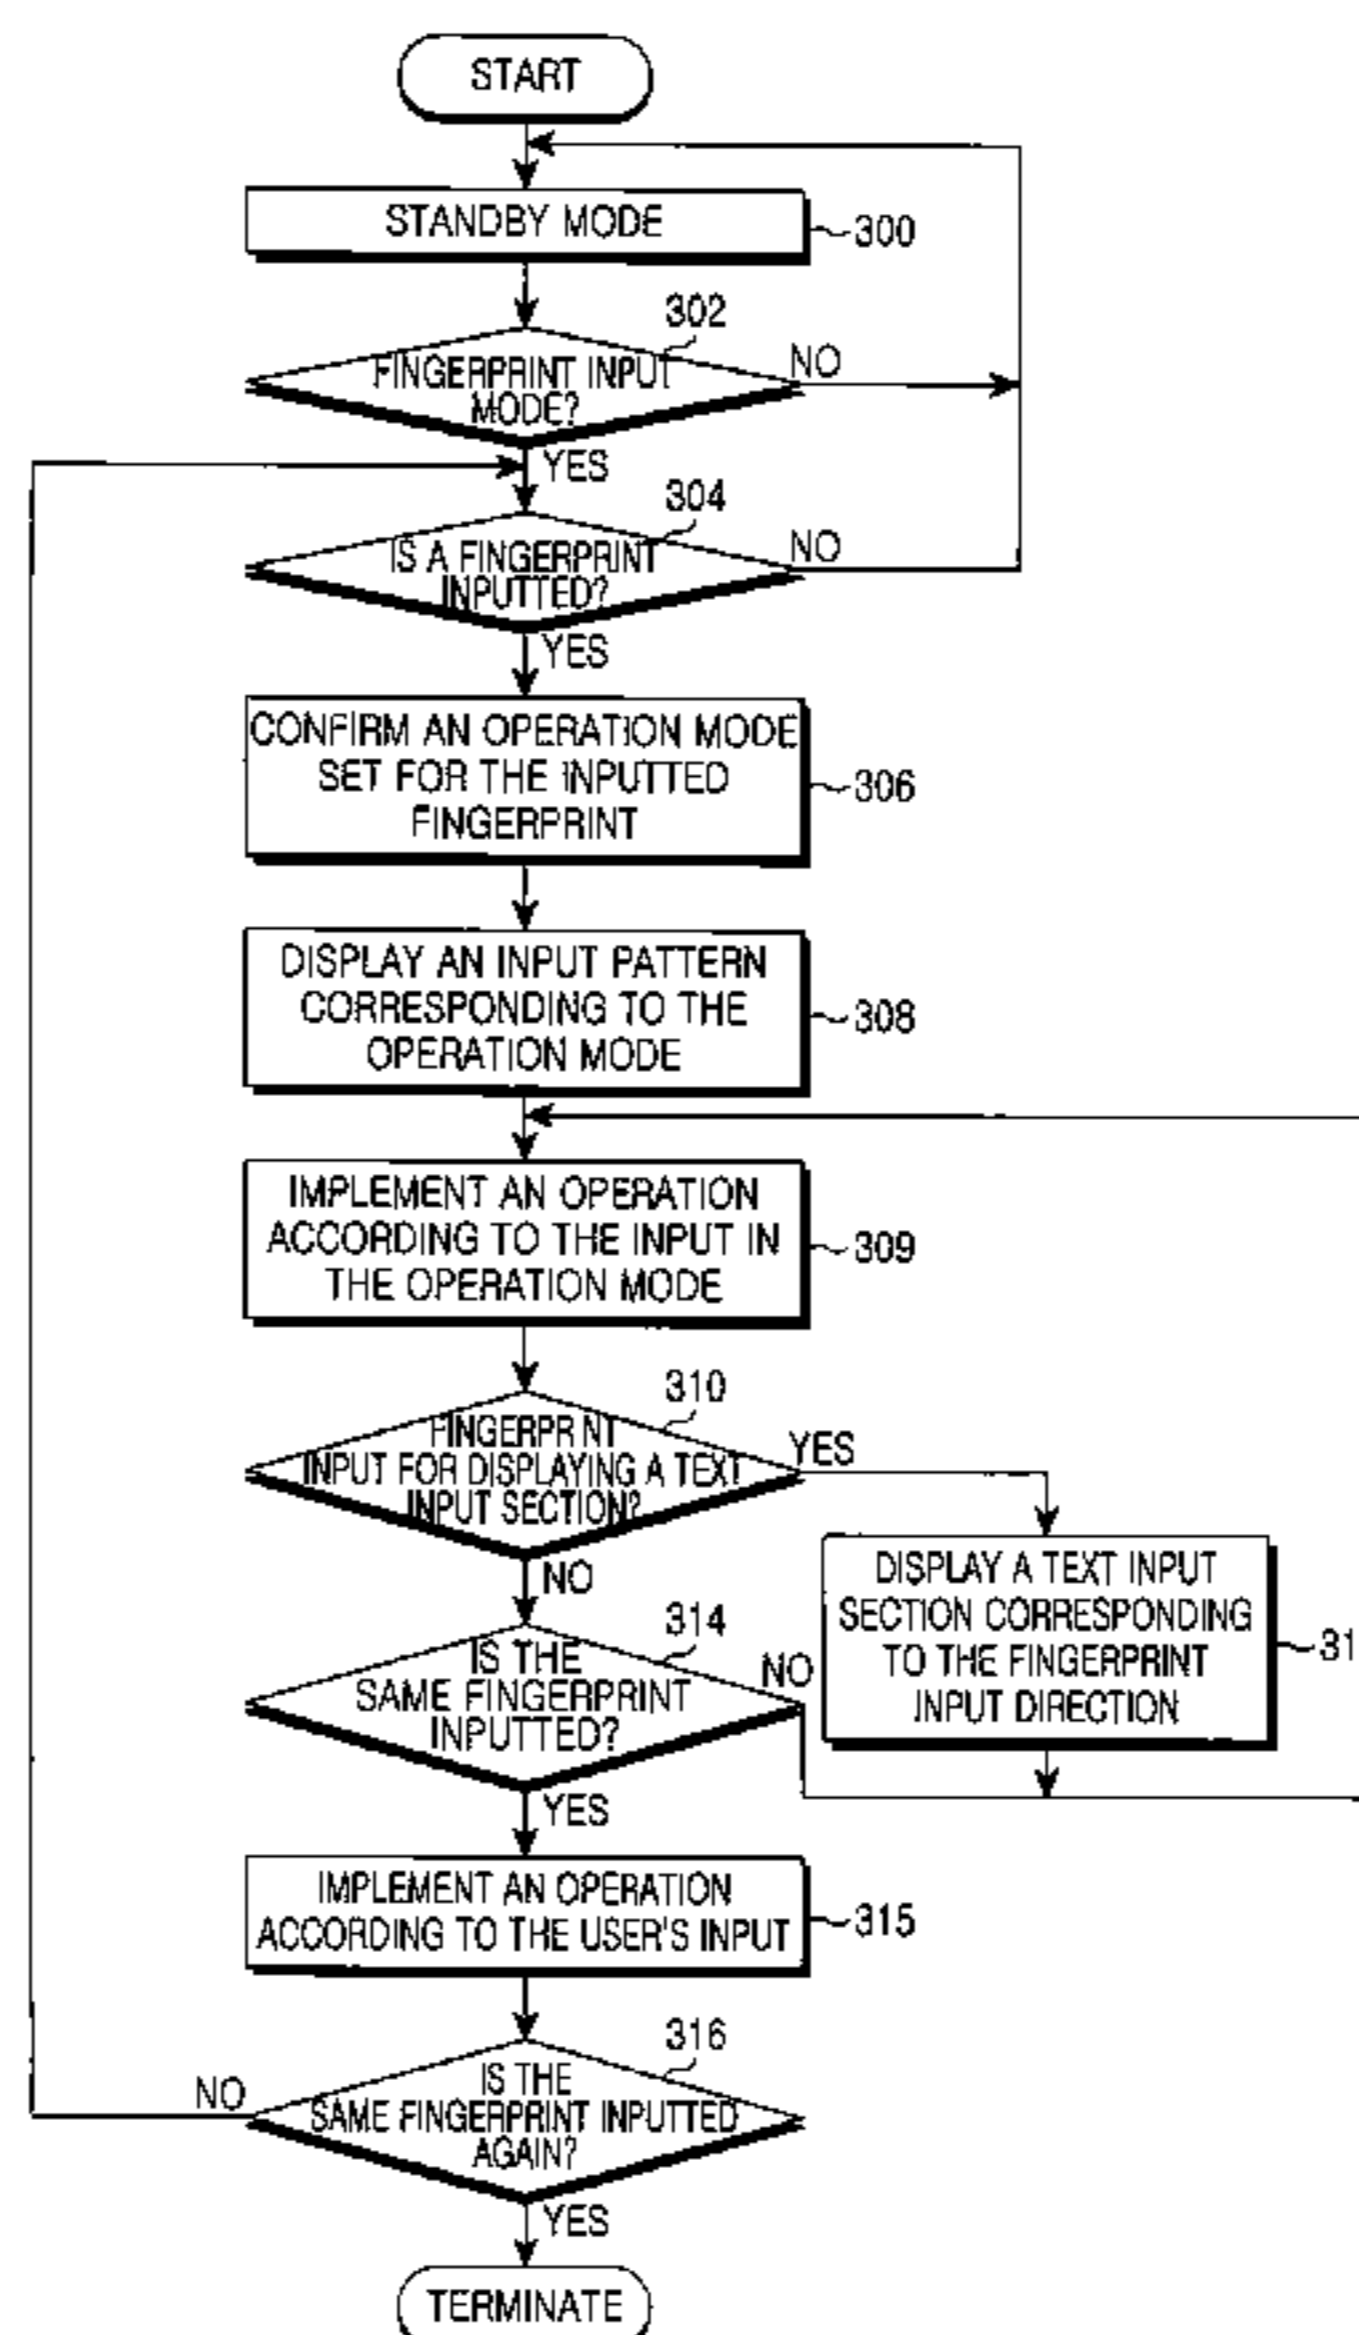 START
STANDBY MODE
300
302
FINGERPRINT INPUT
MODE?
NO
YES
304
IS A FINGERPRINT
INPUTTED?
NO
YES
CONFIRM AN OPERATION MODE
SET FOR THE INPUTTED
FINGERPRINT
306
DISPLAY AN INPUT PATTERN
CORRESPONDING TO THE
OPERATION MODE
308
IMPLEMENT AN OPERATION
ACCORDING TO THE INPUT IN
THE OPERATION MODE
309
310
FINGERPRINT
INPUT FOR DISPLAYING A TEXT
INPUT SECTION?
YES
NO
DISPLAY A TEXT INPUT
SECTION CORRESPONDING
TO THE FINGERPRINT
INPUT DIRECTION
314
IS THE
SAME FINGERPRINT
INPUTTED?
NO
YES
IMPLEMENT AN OPERATION
ACCORDING TO THE USER'S INPUT
315
316
IS THE
SAME FINGERPRINT INPUTTED
AGAIN?
NO
YES
TERMINATE